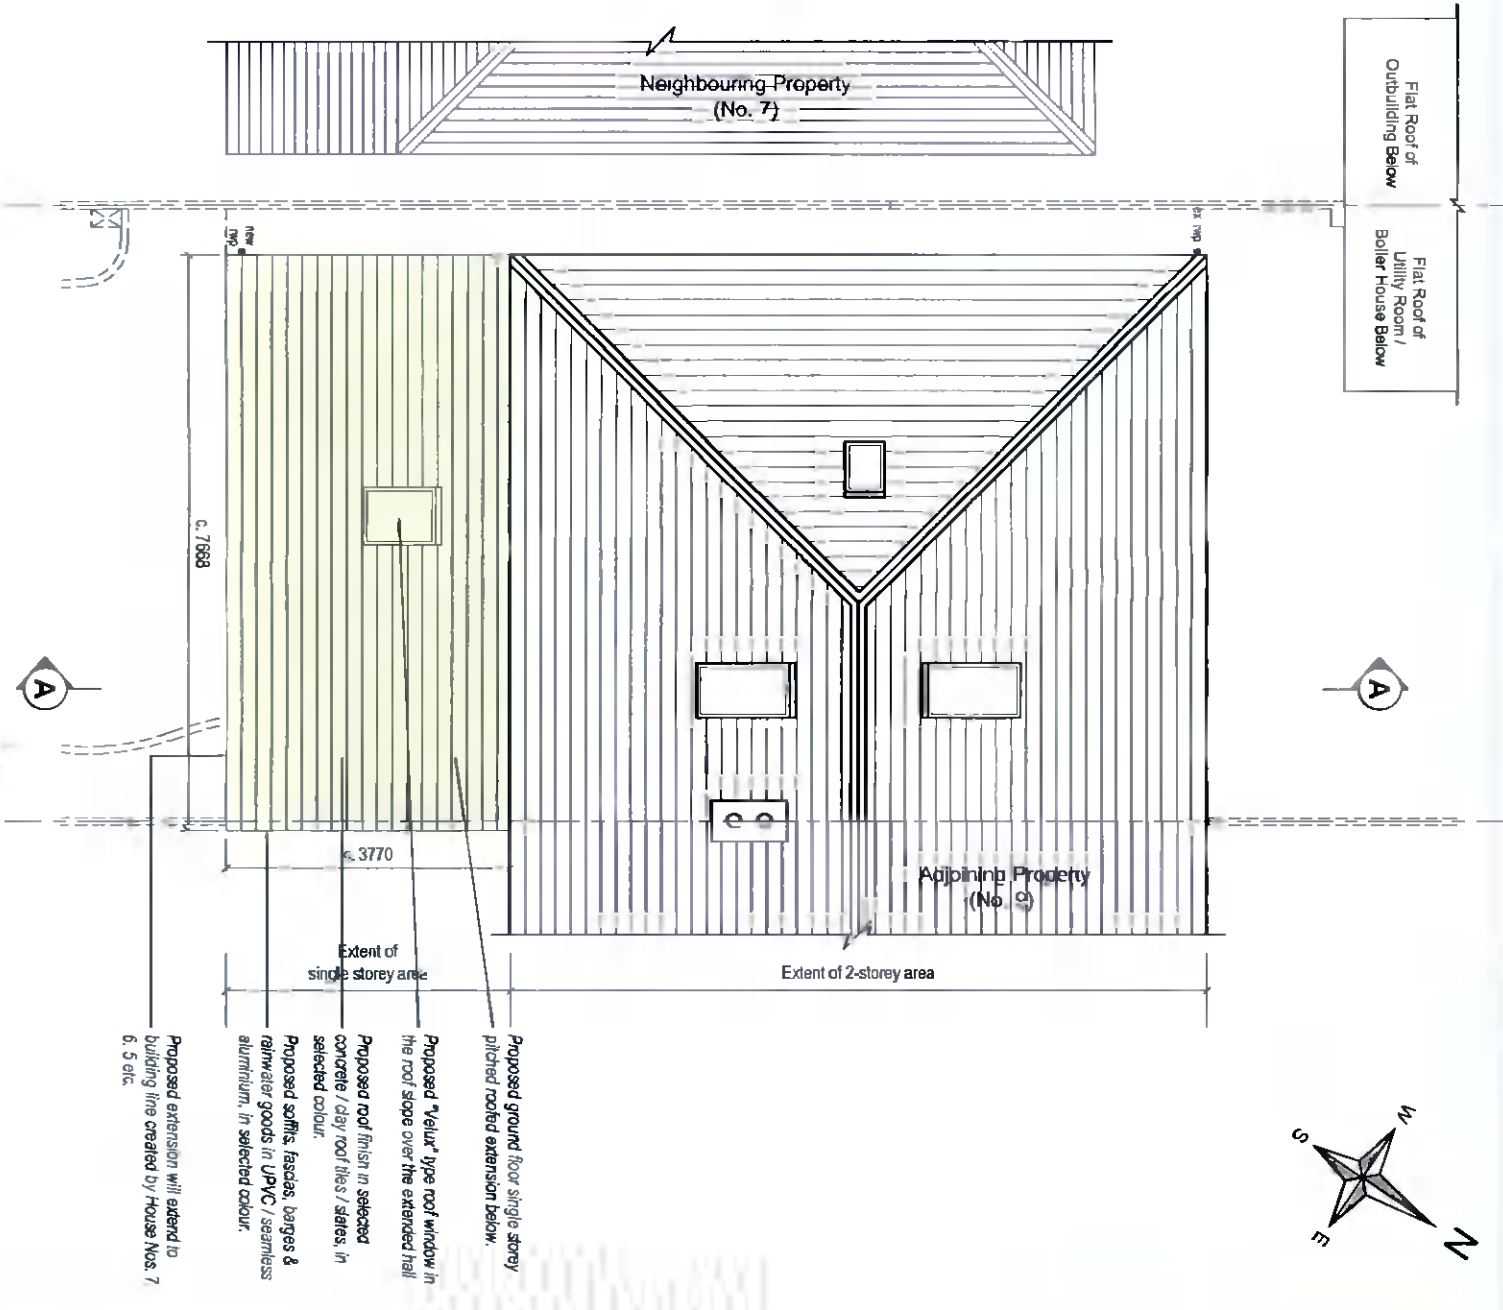 Neighbouring Property
(No. 7)
Flat Roof of
Outbuilding Below
Flat Roof of
Utility Room /
Boiler House Below
new
rwp
ex rwp
c. 7668
A
A
c. 3770
Adjoining Property
(No. 9)
Extent of
single storey area
Extent of 2-storey area
Proposed ground floor single storey
pitched roofed extension below.
Proposed "Velux" type roof window in
the roof slope over the extended hall
Proposed roof finish in selected
concrete / clay roof tiles / slates, in
selected colour.
Proposed soffits, fascias, barges &
rainwater goods in UPVC / seamless
aluminium, in selected colour.
Proposed extension will extend to
building line created by House Nos. 7,
6, 5 etc.
W
S
N
E